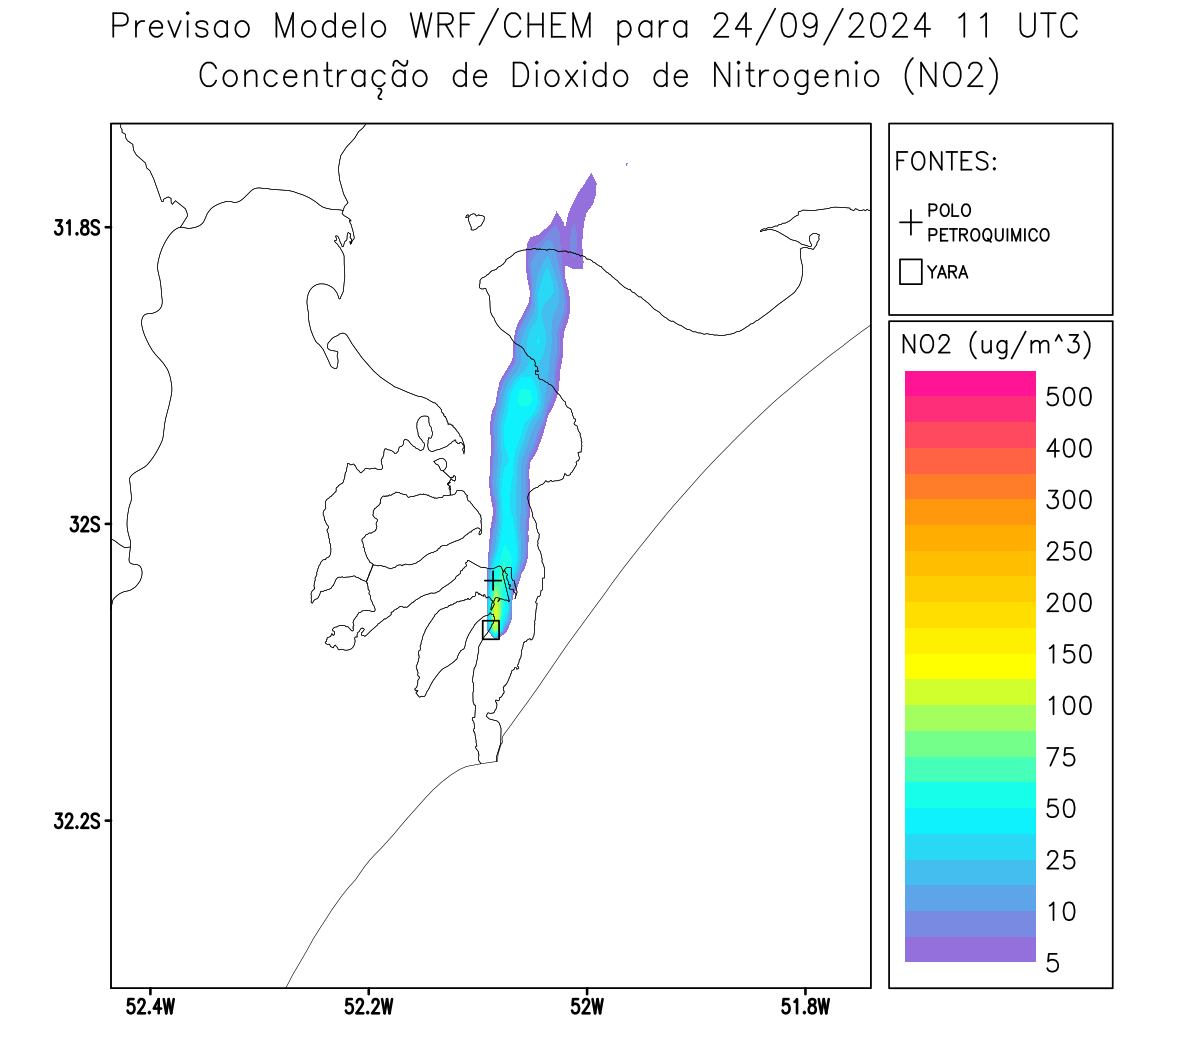 Previsao Modelo WRF/CHEM para 24/09/2024 11 UTC
Concentração de Dioxido de Nitrogenio (NO2)
FONTES:
POLO
PETROQUIMICO
YARA
31.8S
32S
32.2S
52.4W
52.2W
52W
51.8W
NO2 (ug/m^3)
500
400
300
250
200
150
100
75
50
25
10
5